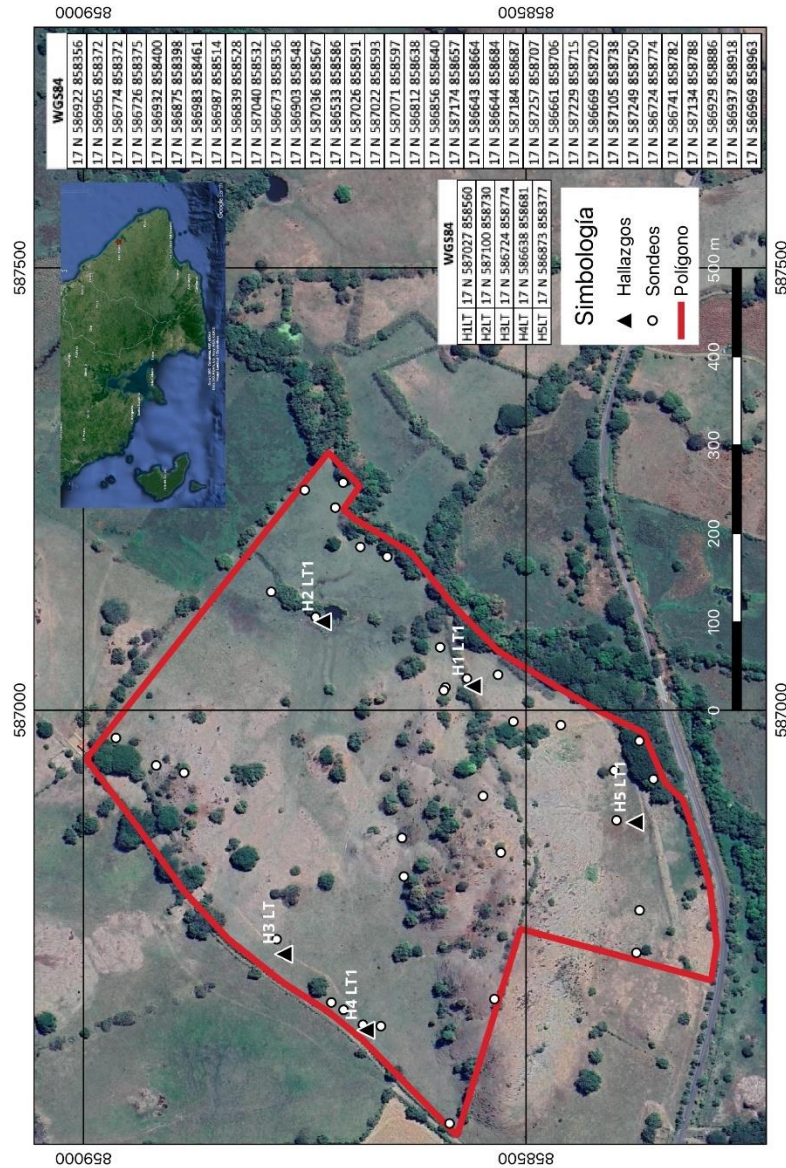 859000
858500
587500
587000
859000
858500
587500
587000
WGS84
17 N 586922 858356
17 N 586965 858372
17 N 586774 858372
17 N 586726 858375
17 N 586932 858400
17 N 586875 858398
17 N 586983 858461
17 N 586987 858514
17 N 586839 858528
17 N 587040 858532
17 N 586673 858536
17 N 586903 858548
17 N 587036 858567
17 N 586533 858586
17 N 587026 858591
17 N 587022 858593
17 N 587071 858597
17 N 586812 858638
17 N 586856 858640
17 N 587174 858657
17 N 586643 858664
17 N 586644 858684
17 N 587184 858687
17 N 587257 858707
17 N 586661 858706
17 N 587229 858715
17 N 586669 858720
17 N 587105 858738
17 N 587249 858750
17 N 586724 858774
17 N 586741 858782
17 N 587134 858788
17 N 586929 858886
17 N 586937 858918
17 N 586969 858963
WGS84
H1LT 17 N 587027 858560
H2LT 17 N 587100 858730
H3LT 17 N 586724 858774
H4LT 17 N 586638 858681
H5LT 17 N 586873 858377
Simbología
Hallazgos
Sondeos
Polígono
0 100 200 300 400 500 m
H2 LT1
H1 LT1
H3 LT
H4 LT1
H5 LT1
Google Earth